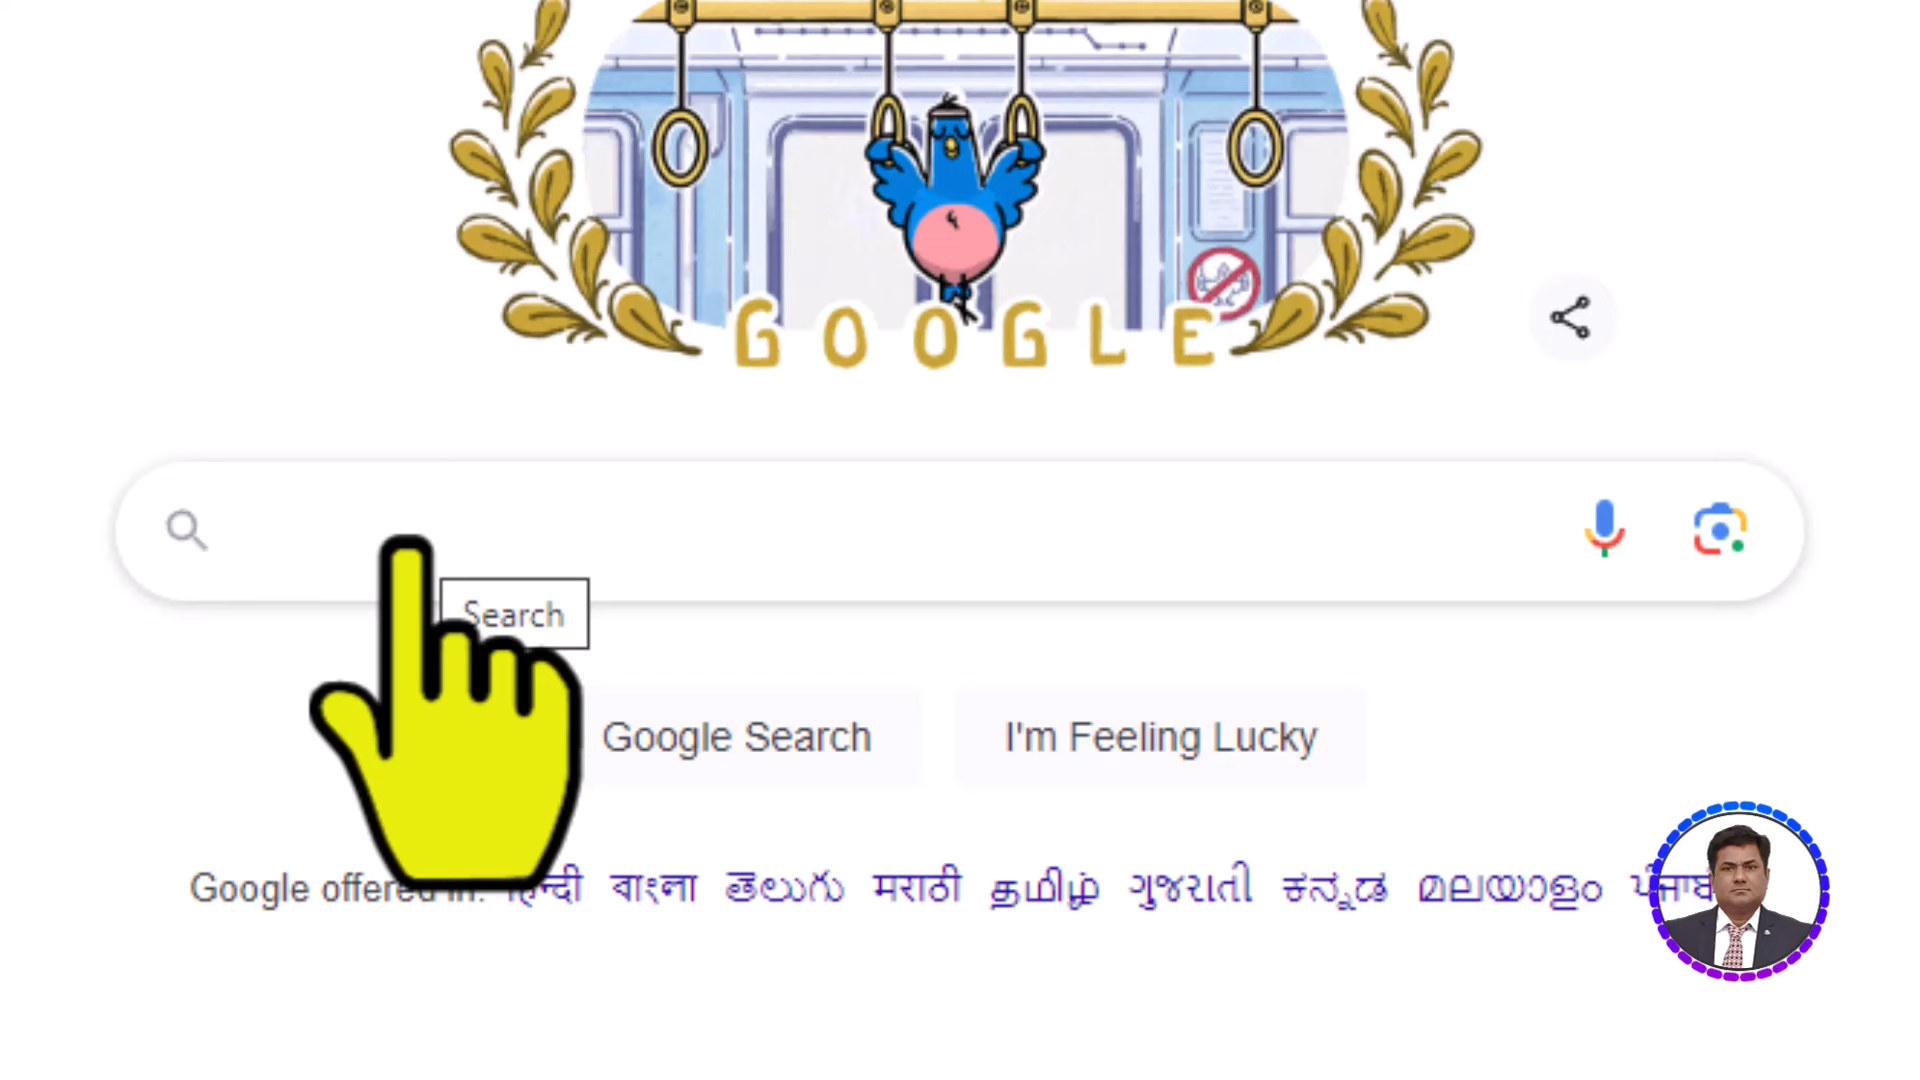 GOOGLE
Search
Google Search
I'm Feeling Lucky
Google offered in: हिन्दी বাংলা తెలుగు मराठी தமிழ் ગુજરાતી ಕನ್ನಡ മലയാളം ਪੰਜਾਬੀ